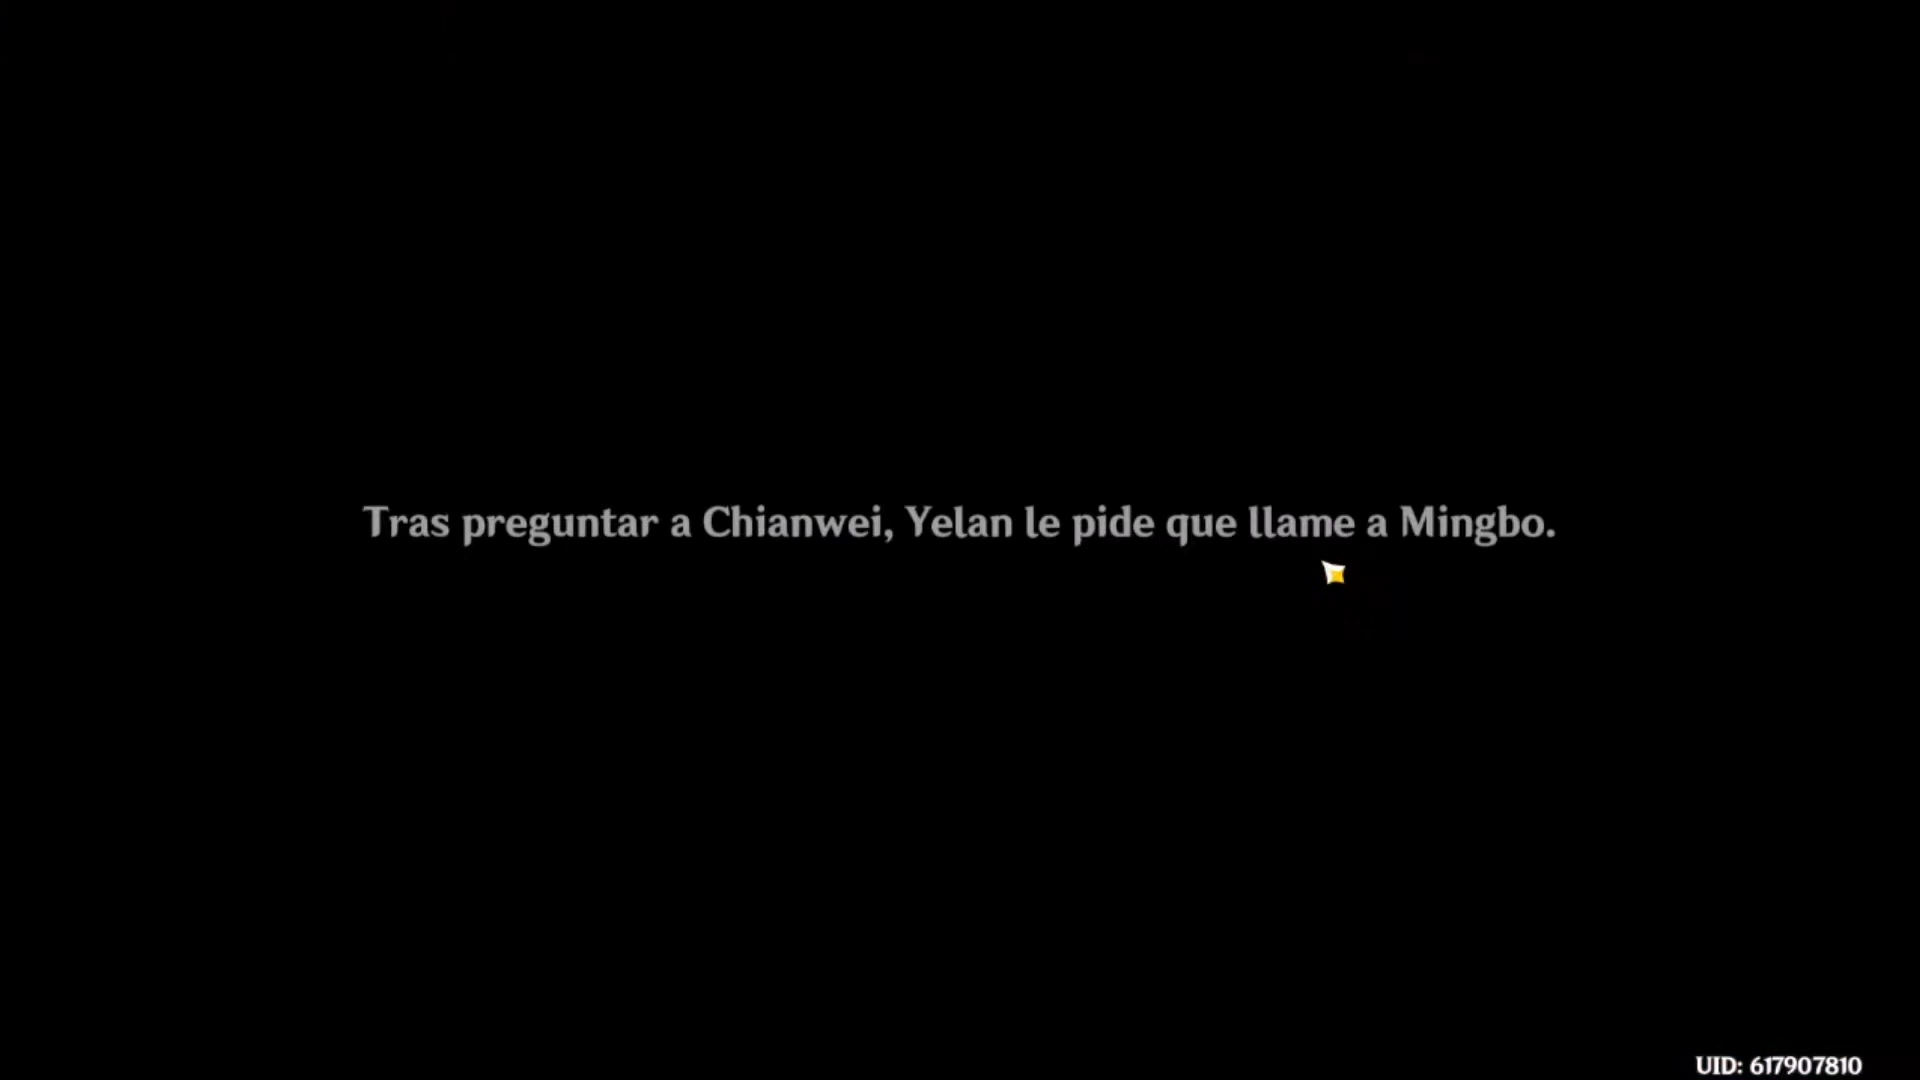 Tras preguntar a Chianwei, Yelan le pide que llame a Mingbo.
UID: 617907810